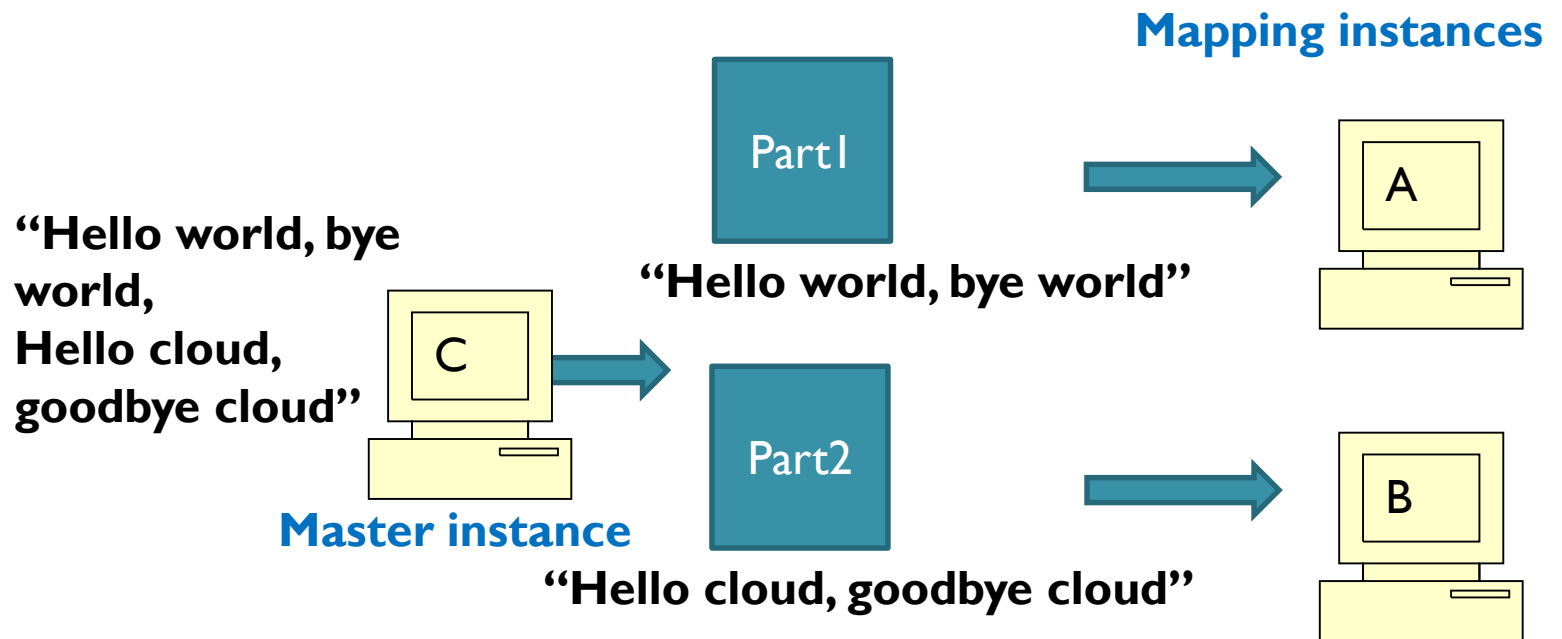 Mapping instances
Part1
A
“Hello world, bye
world,
Hello cloud,
goodbye cloud”
“Hello world, bye world”
C
Part2
B
Master instance
“Hello cloud, goodbye cloud”